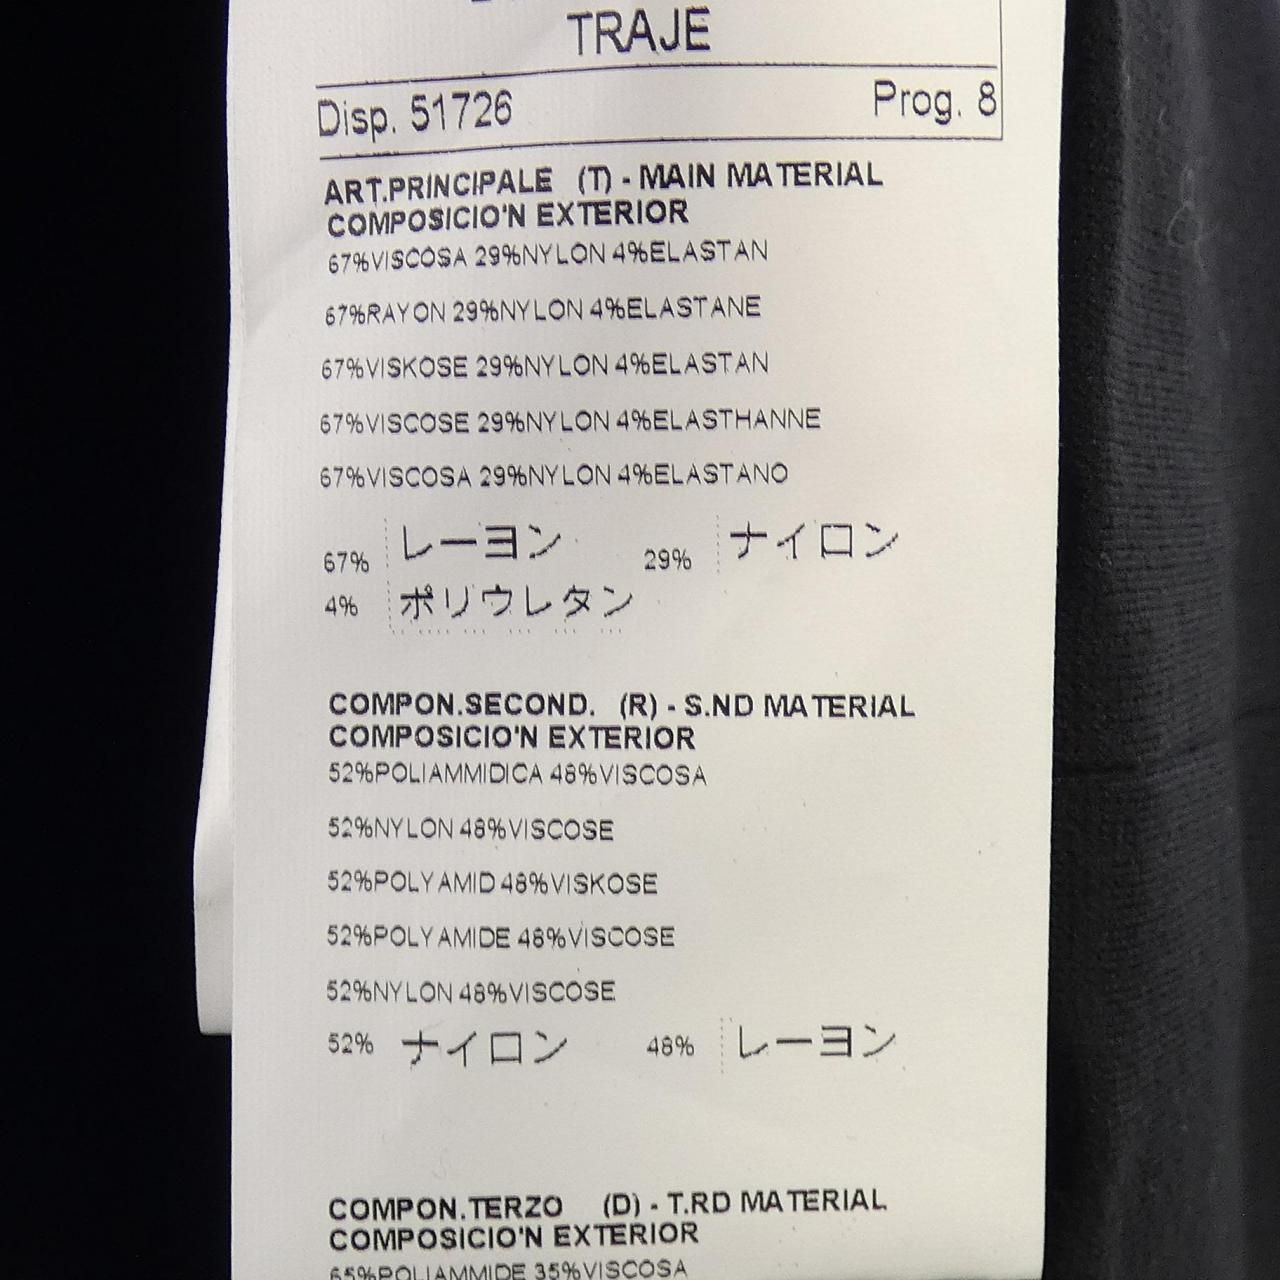 TRAJE
Disp. 51726 Prog. 8
ART.PRINCIPALE (T) - MAIN MATERIAL
COMPOSICIO'N EXTERIOR
67%VISCOSA 29%NYLON 4%ELASTAN
67%RAYON 29%NYLON 4%ELASTANE
67%VISKOSE 29%NYLON 4%ELASTAN
67%VISCOSE 29%NYLON 4%ELASTHANNE
67%VISCOSA 29%NYLON 4%ELASTANO
67% レーヨン 29% ナイロン
4% ポリウレタン
COMPON.SECOND. (R) - S.ND MATERIAL
COMPOSICIO'N EXTERIOR
52%POLIAMMIDICA 48%VISCOSA
52%NYLON 48%VISCOSE
52%POLYAMID 48%VISKOSE
52%POLYAMIDE 48%VISCOSE
52%NYLON 48%VISCOSE
52% ナイロン 48% レーヨン
COMPON.TERZO (D) - T.RD MATERIAL
COMPOSICIO'N EXTERIOR
65%POLIAMMIDE 35%VISCOSA